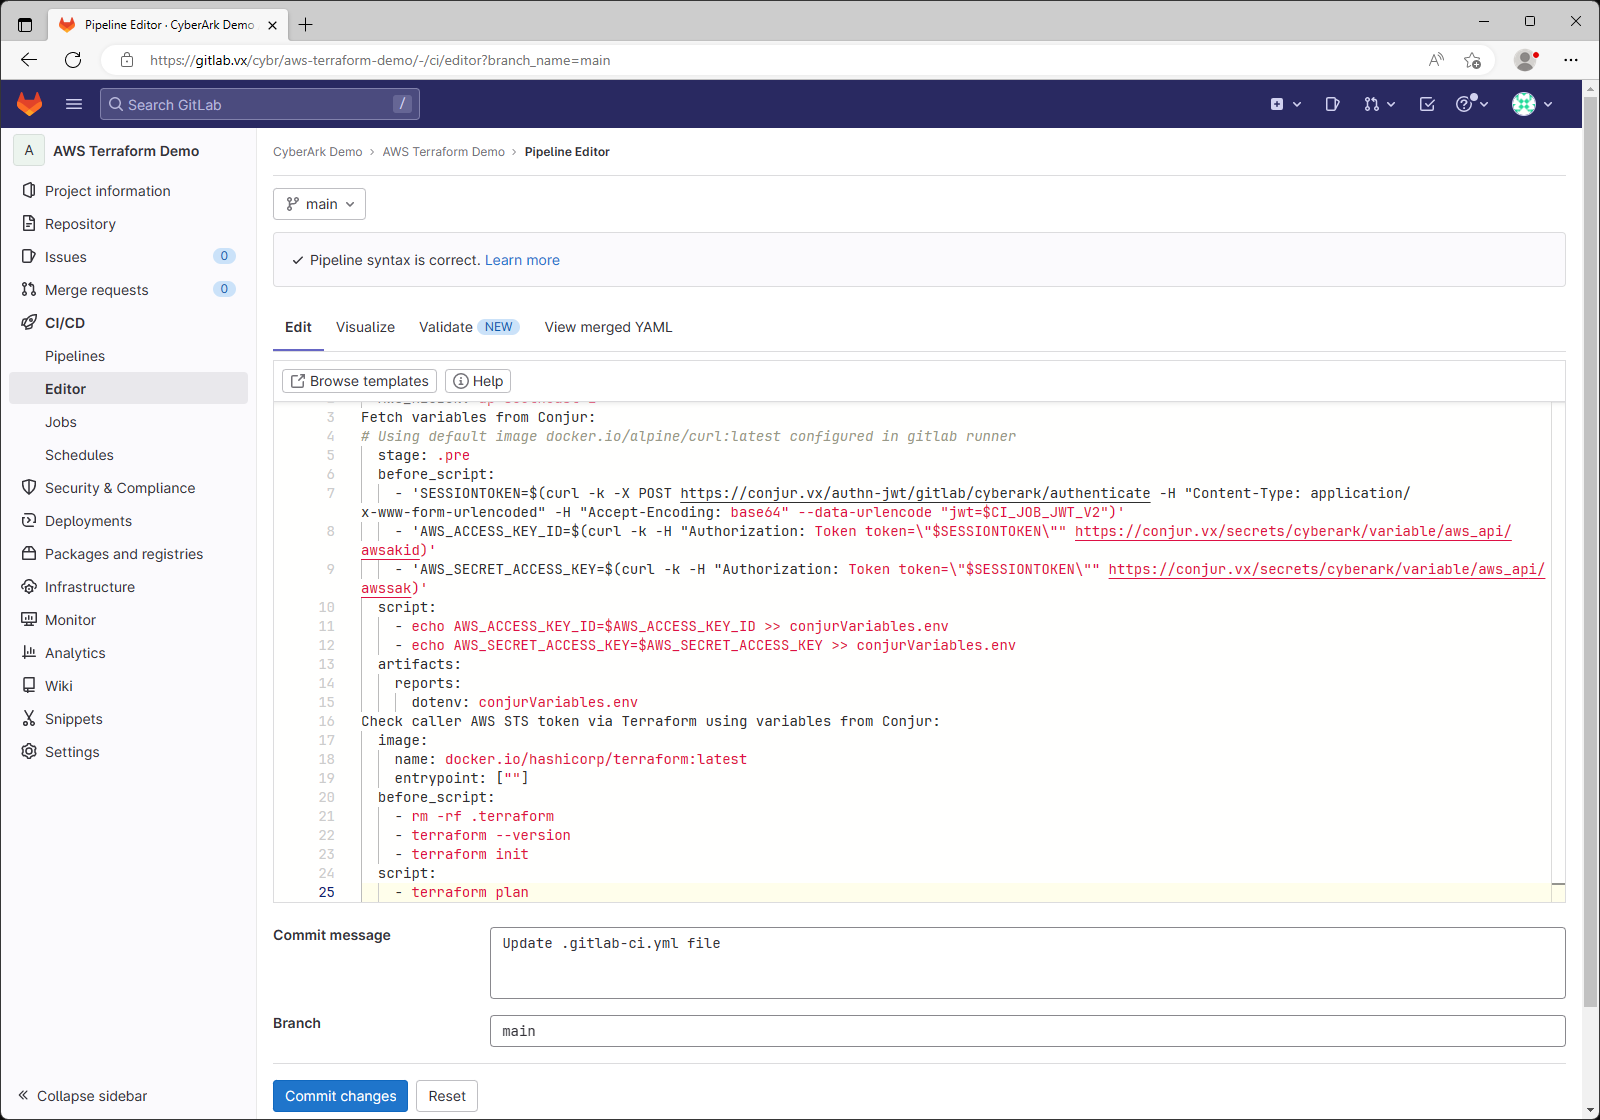 Pipeline Editor · CyberArk Demo
https://gitlab.vx/cybr/aws-terraform-demo/-/ci/editor?branch_name=main
Search GitLab /
A AWS Terraform Demo
Project information
Repository
Issues 0
Merge requests 0
CI/CD
Pipelines
Editor
Jobs
Schedules
Security & Compliance
Deployments
Packages and registries
Infrastructure
Monitor
Analytics
Wiki
Snippets
Settings
Collapse sidebar
CyberArk Demo › AWS Terraform Demo › Pipeline Editor
main
Pipeline syntax is correct. Learn more
Edit Visualize Validate NEW View merged YAML
Browse templates Help
3 Fetch variables from Conjur:
4 # Using default image docker.io/alpine/curl:latest configured in gitlab runner
5 stage: .pre
6 before_script:
7 - 'SESSIONTOKEN=$(curl -k -X POST https://conjur.vx/authn-jwt/gitlab/cyberark/authenticate -H "Content-Type: application/
x-www-form-urlencoded" -H "Accept-Encoding: base64" --data-urlencode "jwt=$CI_JOB_JWT_V2")'
8 - 'AWS_ACCESS_KEY_ID=$(curl -k -H "Authorization: Token token=\"$SESSIONTOKEN\"" https://conjur.vx/secrets/cyberark/variable/aws_api/
awsakid)'
9 - 'AWS_SECRET_ACCESS_KEY=$(curl -k -H "Authorization: Token token=\"$SESSIONTOKEN\"" https://conjur.vx/secrets/cyberark/variable/aws_api/
awssak)'
10 script:
11 - echo AWS_ACCESS_KEY_ID=$AWS_ACCESS_KEY_ID >> conjurVariables.env
12 - echo AWS_SECRET_ACCESS_KEY=$AWS_SECRET_ACCESS_KEY >> conjurVariables.env
13 artifacts:
14 reports:
15 dotenv: conjurVariables.env
16 Check caller AWS STS token via Terraform using variables from Conjur:
17 image:
18 name: docker.io/hashicorp/terraform:latest
19 entrypoint: [""]
20 before_script:
21 - rm -rf .terraform
22 - terraform --version
23 - terraform init
24 script:
25 - terraform plan
Commit message
Update .gitlab-ci.yml file
Branch
main
Commit changes Reset